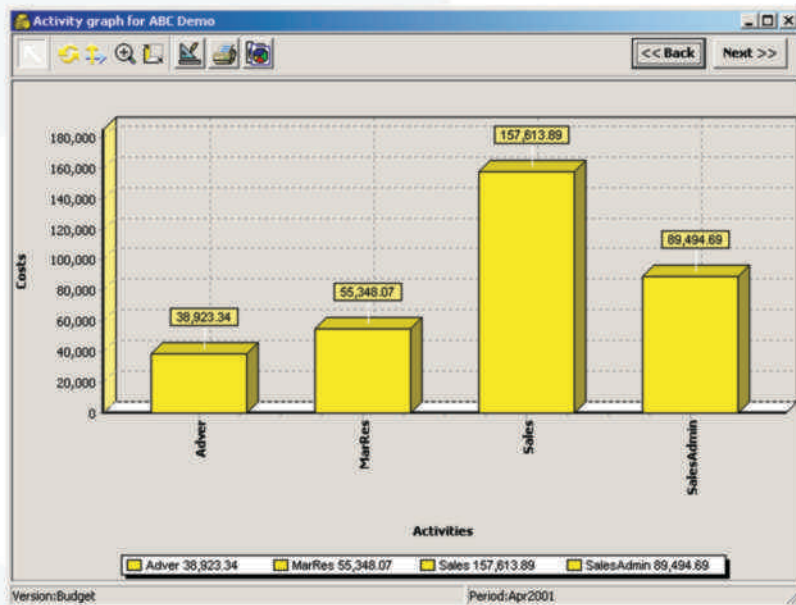 Activity graph for ABC Demo
<< Back Next >>
180,000
160,000
140,000
120,000
100,000
80,000
60,000
40,000
20,000
0
Costs
157,613.89
89,494.69
55,348.07
38,923.34
Adver
MarRes
Sales
SalesAdmin
Activities
Adver 38,923.34 MarRes 55,348.07 Sales 157,613.89 SalesAdmin 89,494.69
Version:Budget Period:Apr2001